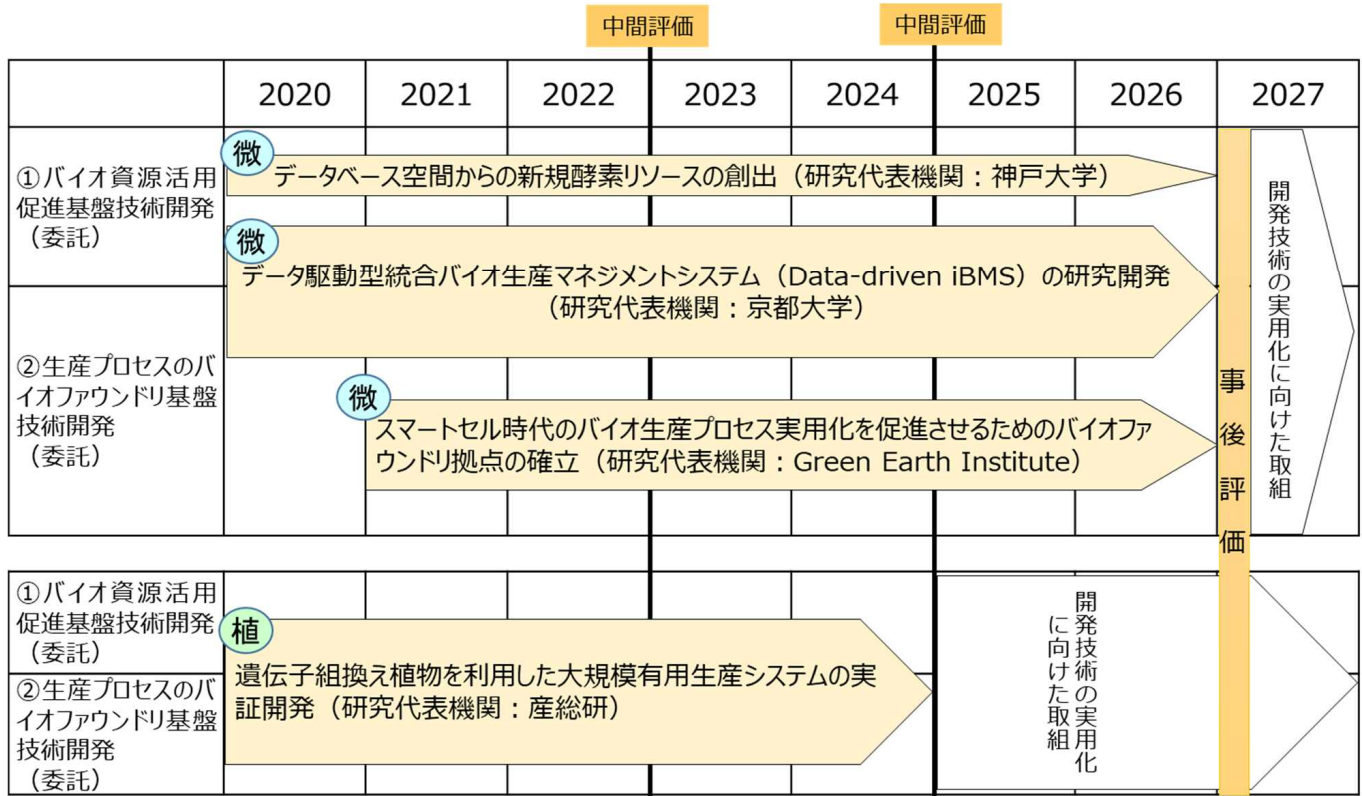 中間評価
中間評価
2020 2021 2022 2023 2024 2025 2026 2027
①バイオ資源活用
促進基盤技術開発
（委託）
微
データベース空間からの新規酵素リソースの創出（研究代表機関：神戸大学）
微
データ駆動型統合バイオ生産マネジメントシステム（Data-driven iBMS）の研究開発
（研究代表機関：京都大学）
②生産プロセスのバ
イオファウンドリ基盤
技術開発
（委託）
微
スマートセル時代のバイオ生産プロセス実用化を促進させるためのバイオファ
ウンドリ拠点の確立（研究代表機関：Green Earth Institute）
事後評価
開発技術の実用化に向けた取組
①バイオ資源活用
促進基盤技術開発
（委託）
②生産プロセスのバ
イオファウンドリ基盤
技術開発
（委託）
植
遺伝子組換え植物を利用した大規模有用生産システムの実
証開発（研究代表機関：産総研）
開発技術の実用化
に向けた取組